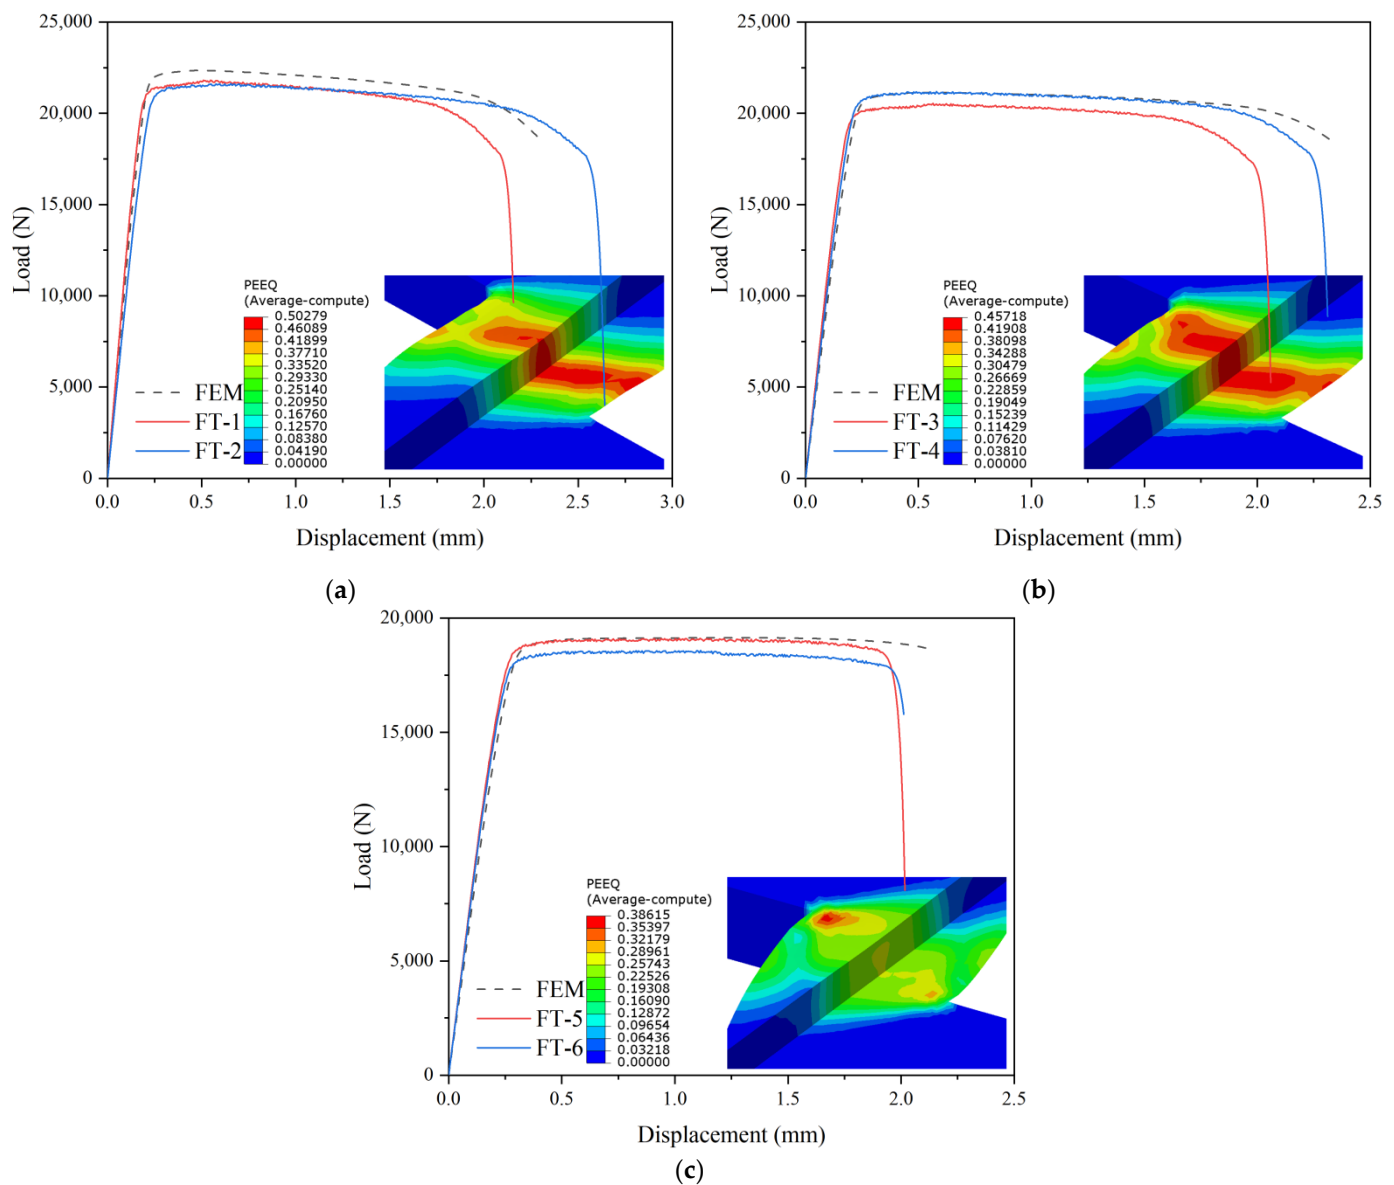 25,000
20,000
15,000
10,000
5,000
0
Load (N)
0.0 0.5 1.0 1.5 2.0 2.5 3.0
Displacement (mm)
FEM
FT-1
FT-2
PEEQ
(Average-compute)
0.50279
0.46089
0.41899
0.37710
0.33520
0.29330
0.25140
0.20950
0.16760
0.12570
0.08380
0.04190
0.00000
(a)
25,000
20,000
15,000
10,000
5,000
0
Load (N)
0.0 0.5 1.0 1.5 2.0 2.5
Displacement (mm)
FEM
FT-3
FT-4
PEEQ
(Average-compute)
0.45718
0.41908
0.38098
0.34288
0.30479
0.26669
0.22859
0.19049
0.15239
0.11429
0.07620
0.03810
0.00000
(b)
20,000
15,000
10,000
5,000
0
Load (N)
0.0 0.5 1.0 1.5 2.0 2.5
Displacement (mm)
FEM
FT-5
FT-6
PEEQ
(Average-compute)
0.38615
0.35397
0.32179
0.28961
0.25743
0.22526
0.19308
0.16090
0.12872
0.09654
0.06436
0.03218
0.00000
(c)